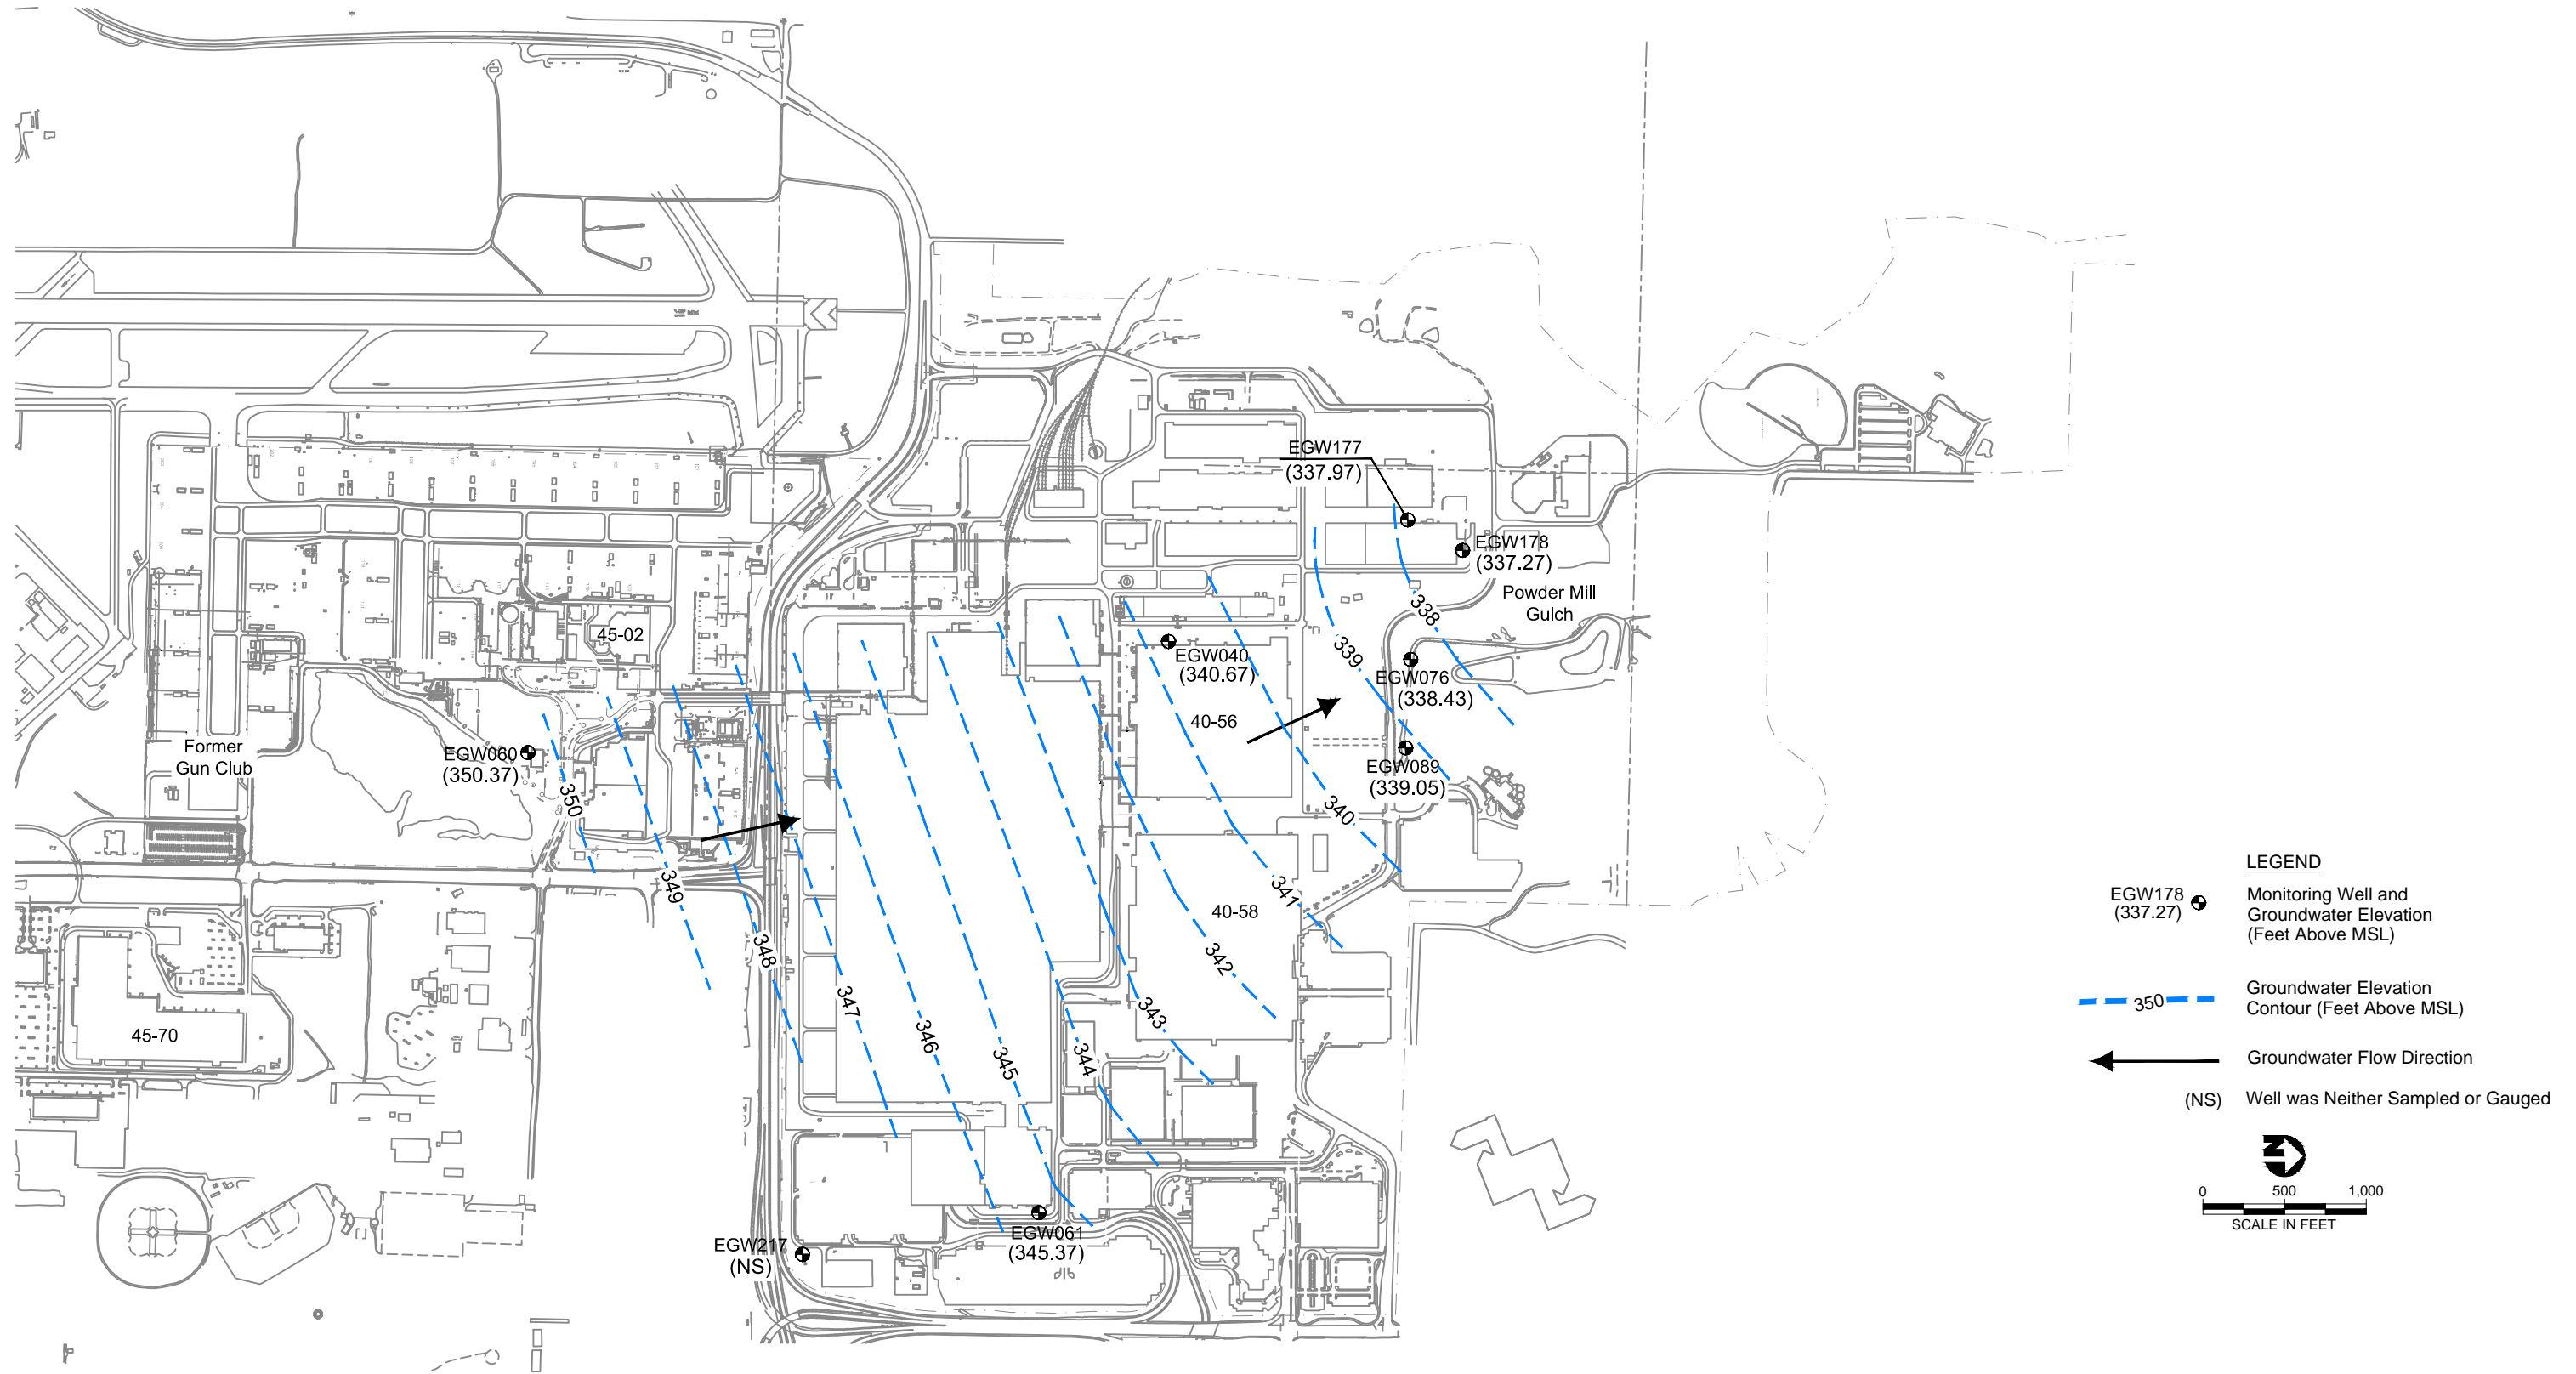 EGW177
(337.97)
EGW178
(337.27)
Powder Mill
Gulch
338
45-02
339
EGW040
(340.67)
EGW076
(338.43)
40-56
Former
Gun Club
EGW060
(350.37)
EGW089
(339.05)
350
340
349
341
40-58
348
342
347
343
346
345
344
45-70
EGW061
(345.37)
EGW217
(NS)
LEGEND
EGW178
(337.27)
Monitoring Well and
Groundwater Elevation
(Feet Above MSL)
350
Groundwater Elevation
Contour (Feet Above MSL)
Groundwater Flow Direction
(NS)
Well was Neither Sampled or Gauged
N
0 500 1,000
SCALE IN FEET